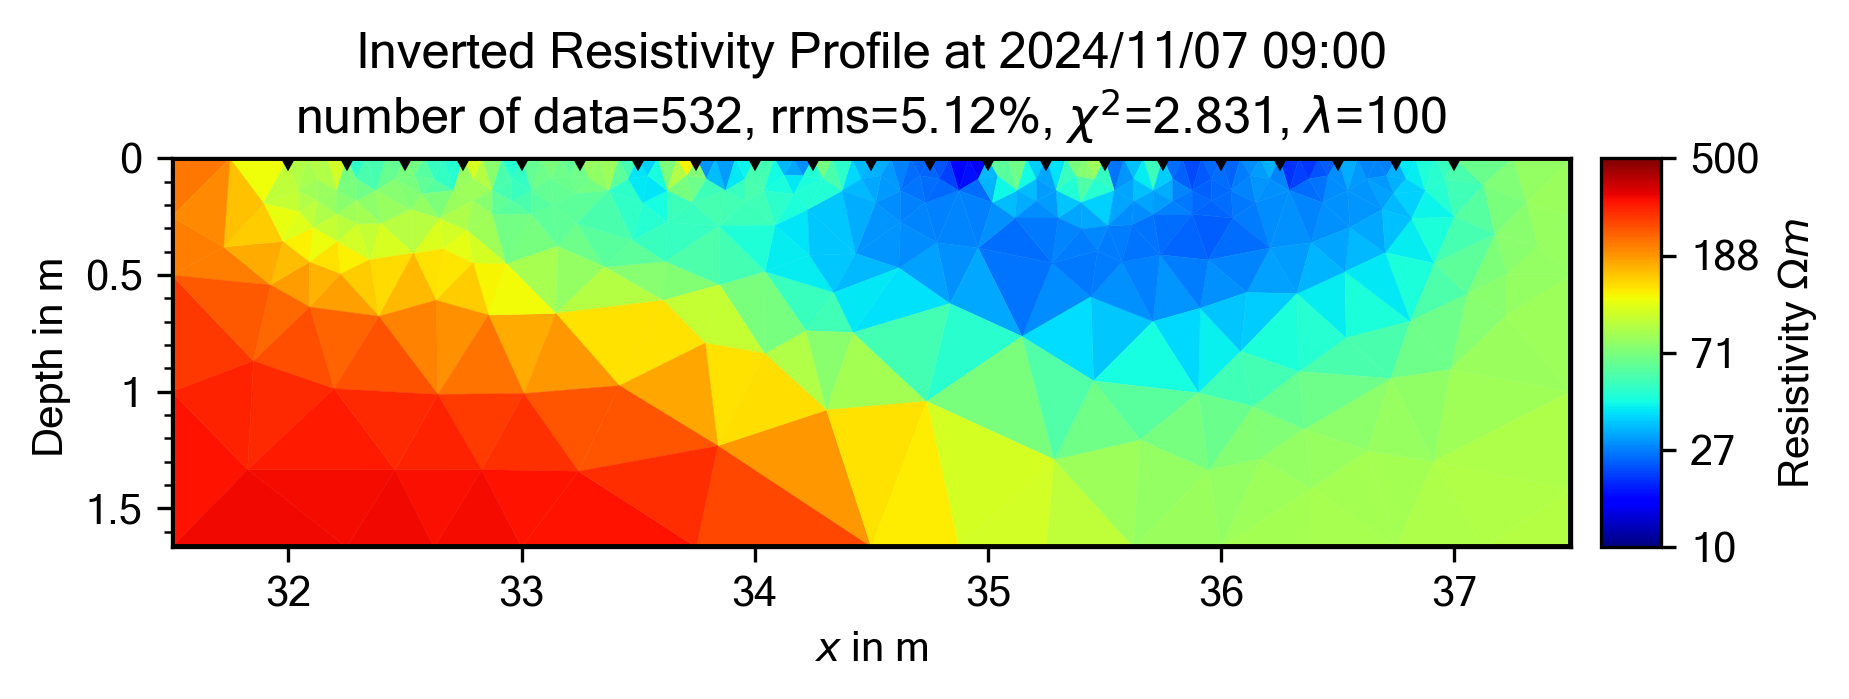 Inverted Resistivity Profile at 2024/11/07 09:00
number of data=532, rrms=5.12%, χ²=2.831, λ=100
0
0.5
1
1.5
Depth in m
32 33 34 35 36 37
x in m
500
188
71
27
10
Resistivity Ωm